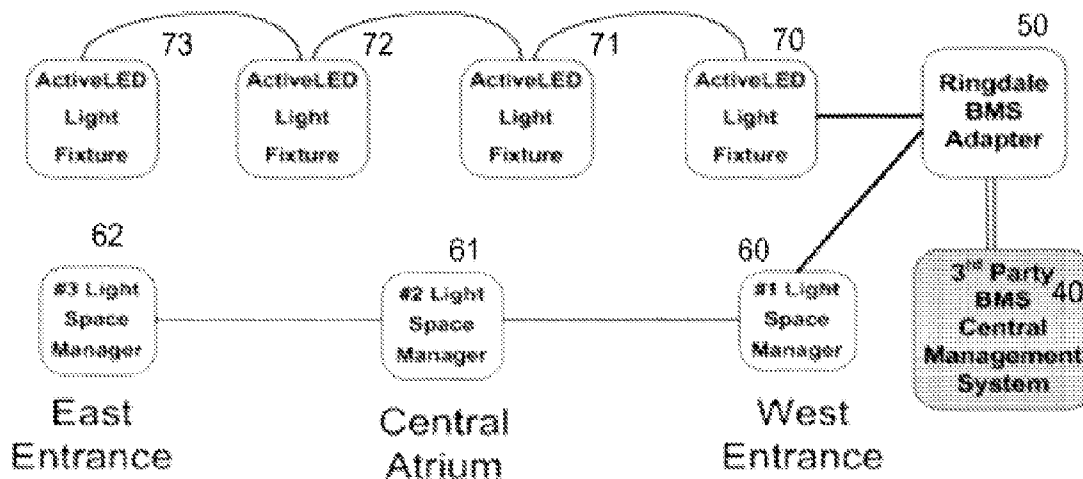 73
72
71
70
50
ActiveLED
Light
Fixture
ActiveLED
Light
Fixture
ActiveLED
Light
Fixture
ActiveLED
Light
Fixture
Ringdale
BMS
Adapter
62
61
60
#3 Light
Space
Manager
#2 Light
Space
Manager
#1 Light
Space
Manager
3rd Party
BMS
40
Central
Management
System
East
Entrance
Central
Atrium
West
Entrance